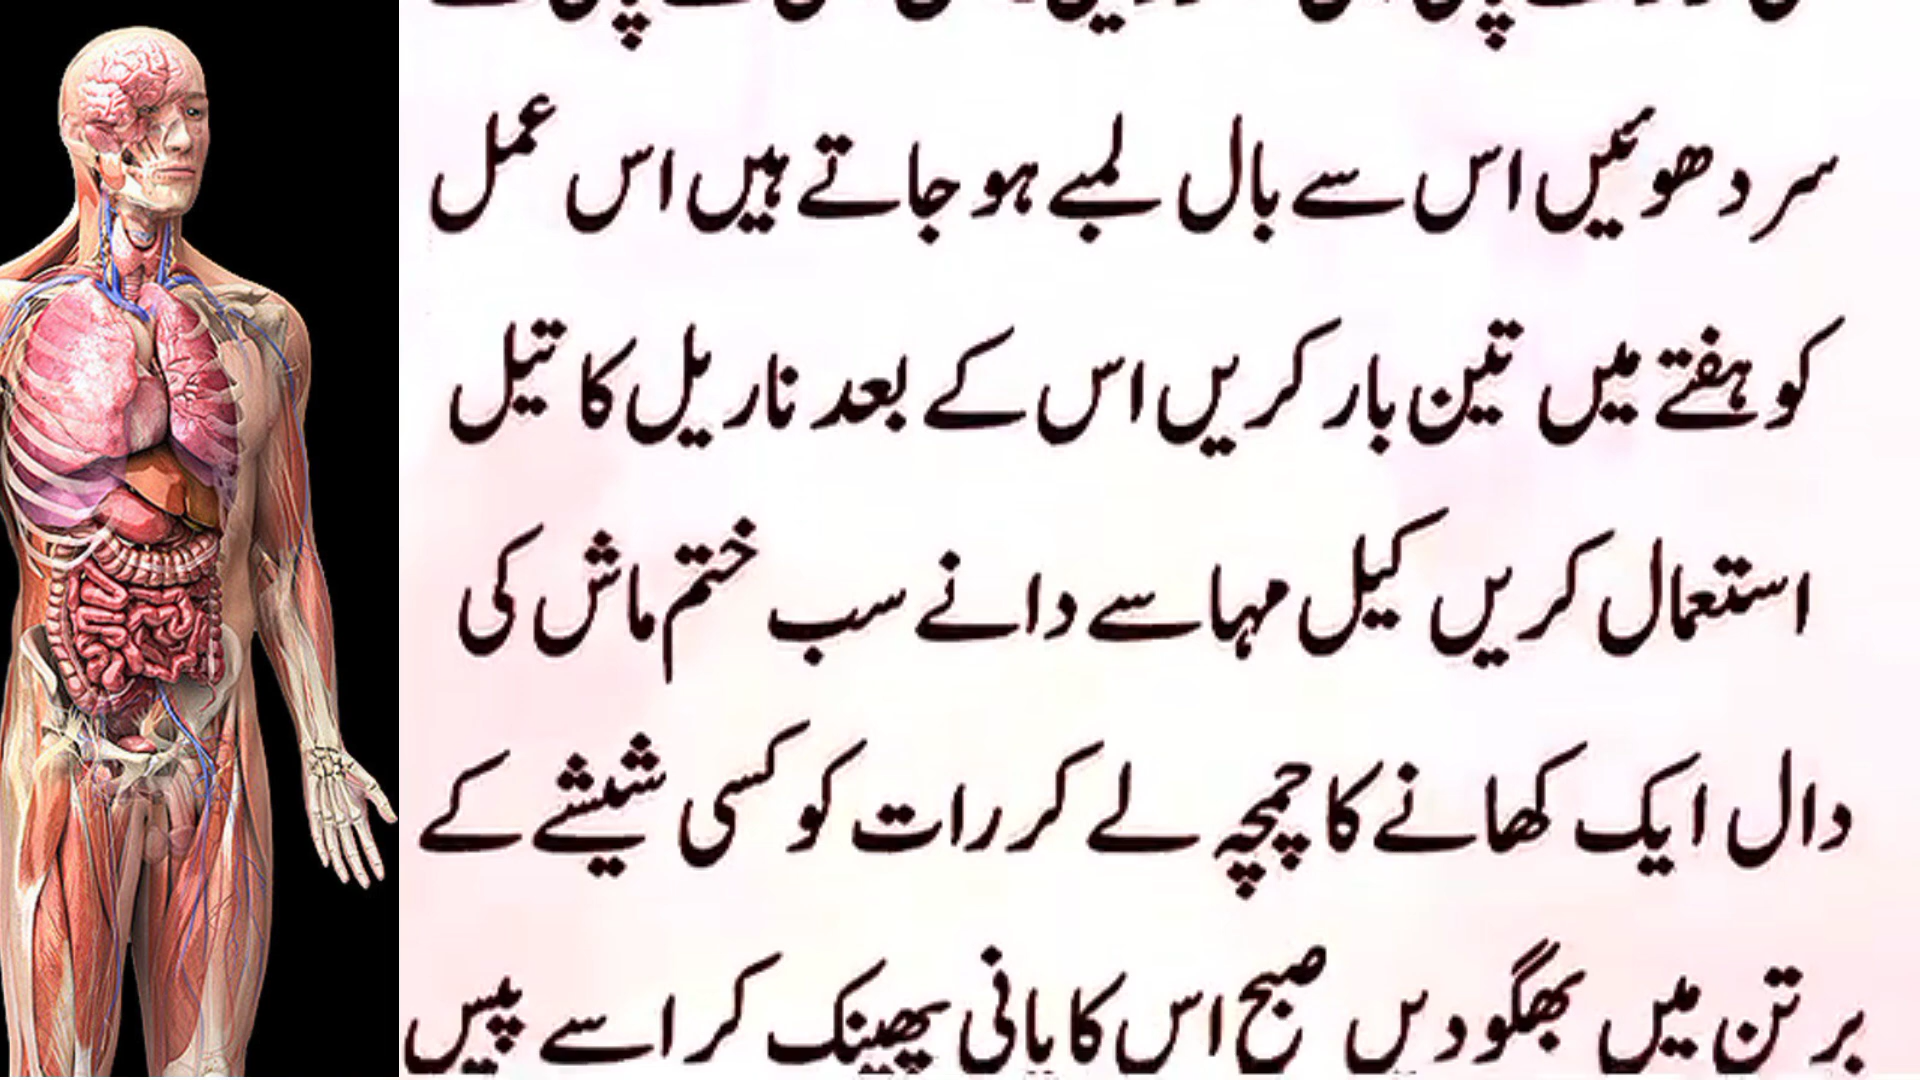 سر دھوئیں اس سے بال لمبے ہو جاتے ہیں اس عمل
کو ہفتے میں تین بار کریں اس کے بعد ناریل کا تیل
استعمال کریں کیل مہاسے دانے سب ختم ماش کی
دال ایک کھانے کا چمچہ لے کر رات کو کسی شیشے کے
برتن میں بھگو دیں صبح اس کا پانی پھینک کر اسے پیس